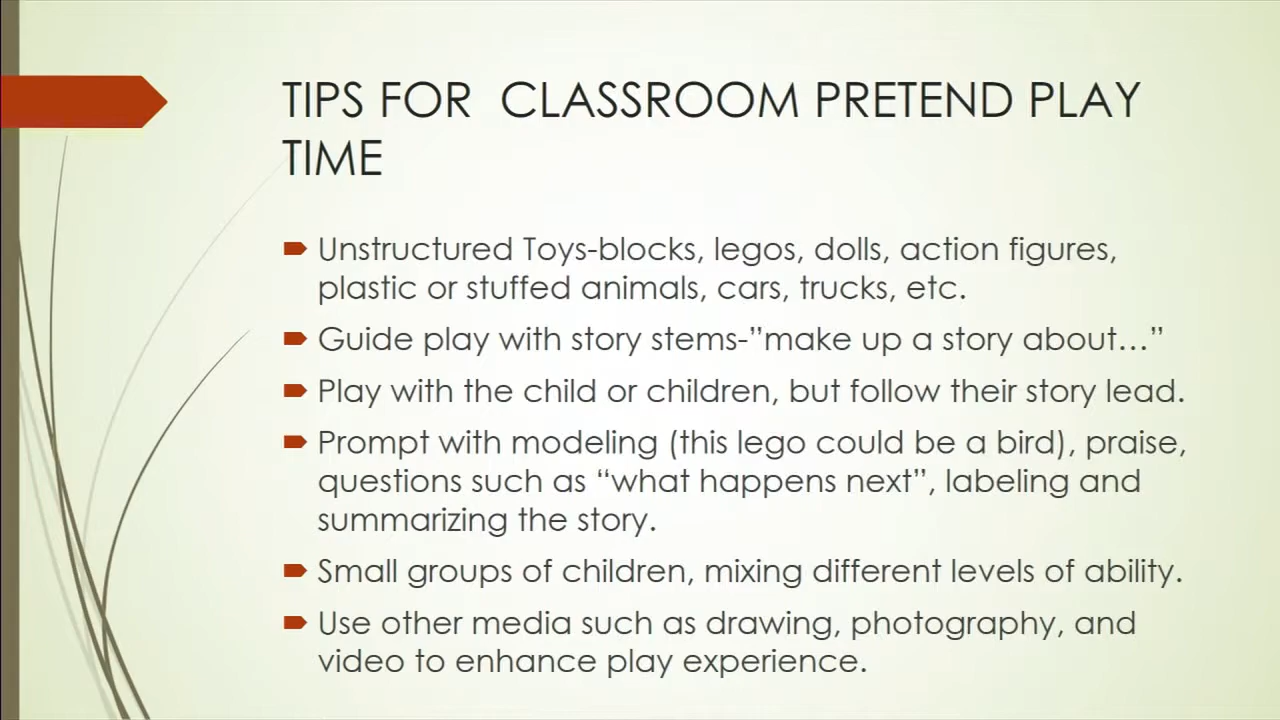 TIPS FOR  CLASSROOM PRETEND PLAY
TIME
Unstructured Toys-blocks, legos, dolls, action figures,
plastic or stuffed animals, cars, trucks, etc.
Guide play with story stems-”make up a story about…”
Play with the child or children, but follow their story lead.
Prompt with modeling (this lego could be a bird), praise,
questions such as “what happens next”, labeling and
summarizing the story.
Small groups of children, mixing different levels of ability.
Use other media such as drawing, photography, and
video to enhance play experience.